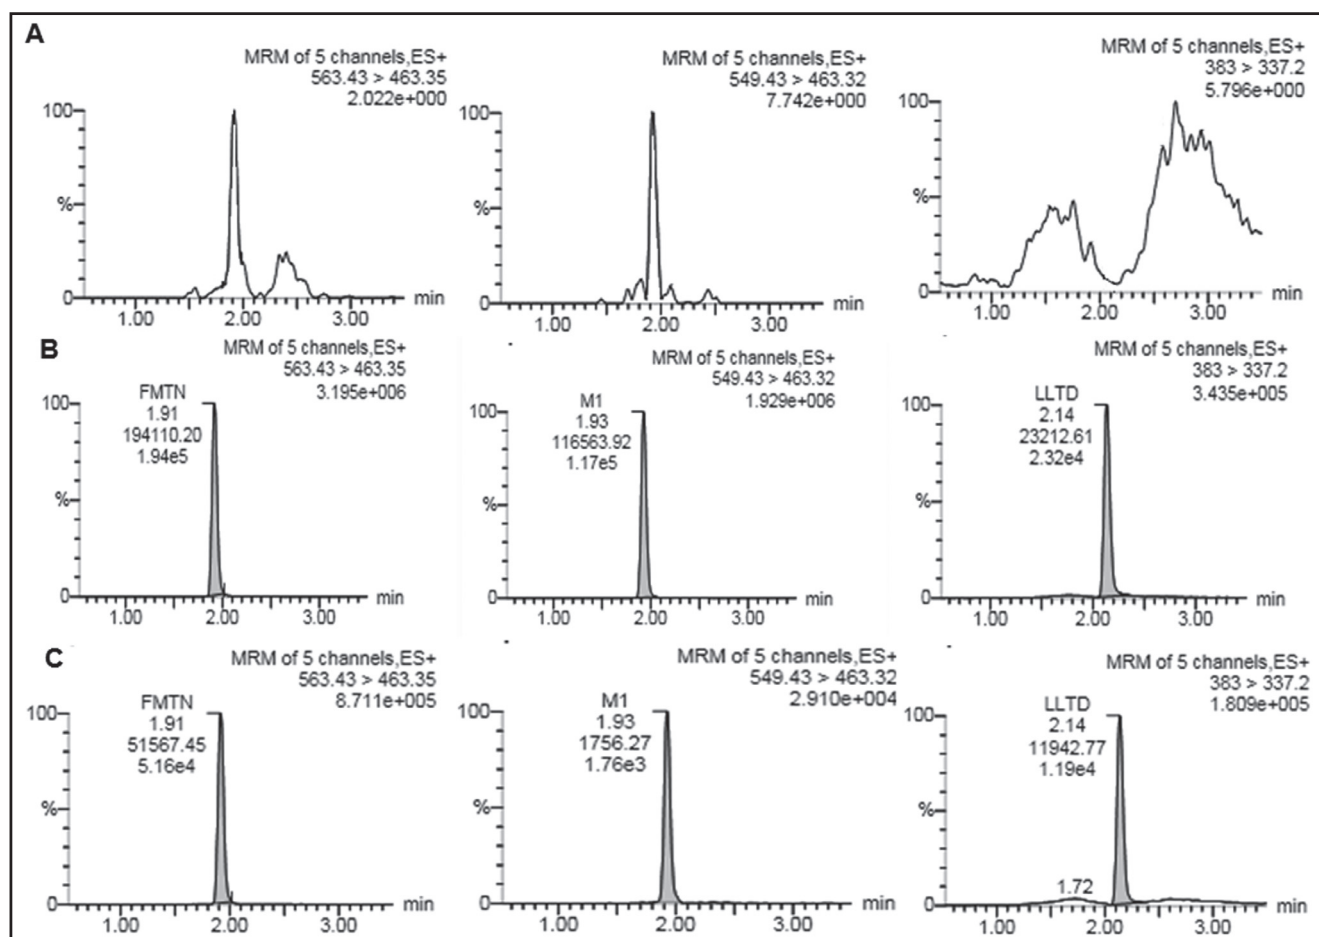 A
MRM of 5 channels,ES+
563.43 > 463.35
2.022e+000
100
%
0
1.00 2.00 3.00 min
MRM of 5 channels,ES+
549.43 > 463.32
7.742e+000
100
%
0
1.00 2.00 3.00 min
MRM of 5 channels,ES+
383 > 337.2
5.796e+000
100
%
0
1.00 2.00 3.00 min
B
MRM of 5 channels,ES+
563.43 > 463.35
3.195e+006
FMTN
1.91
194110.20
1.94e5
100
%
0
1.00 2.00 3.00 min
MRM of 5 channels,ES+
549.43 > 463.32
1.929e+006
M1
1.93
116563.92
1.17e5
100
%
0
1.00 2.00 3.00 min
MRM of 5 channels,ES+
383 > 337.2
3.435e+005
LLTD
2.14
23212.61
2.32e4
100
%
0
1.00 2.00 3.00 min
C
MRM of 5 channels,ES+
563.43 > 463.35
8.711e+005
FMTN
1.91
51567.45
5.16e4
100
%
0
1.00 2.00 3.00 min
MRM of 5 channels,ES+
549.43 > 463.32
2.910e+004
M1
1.93
1756.27
1.76e3
100
%
0
1.00 2.00 3.00 min
MRM of 5 channels,ES+
383 > 337.2
1.809e+005
LLTD
2.14
11942.77
1.19e4
100
%
1.72
0
1.00 2.00 3.00 min